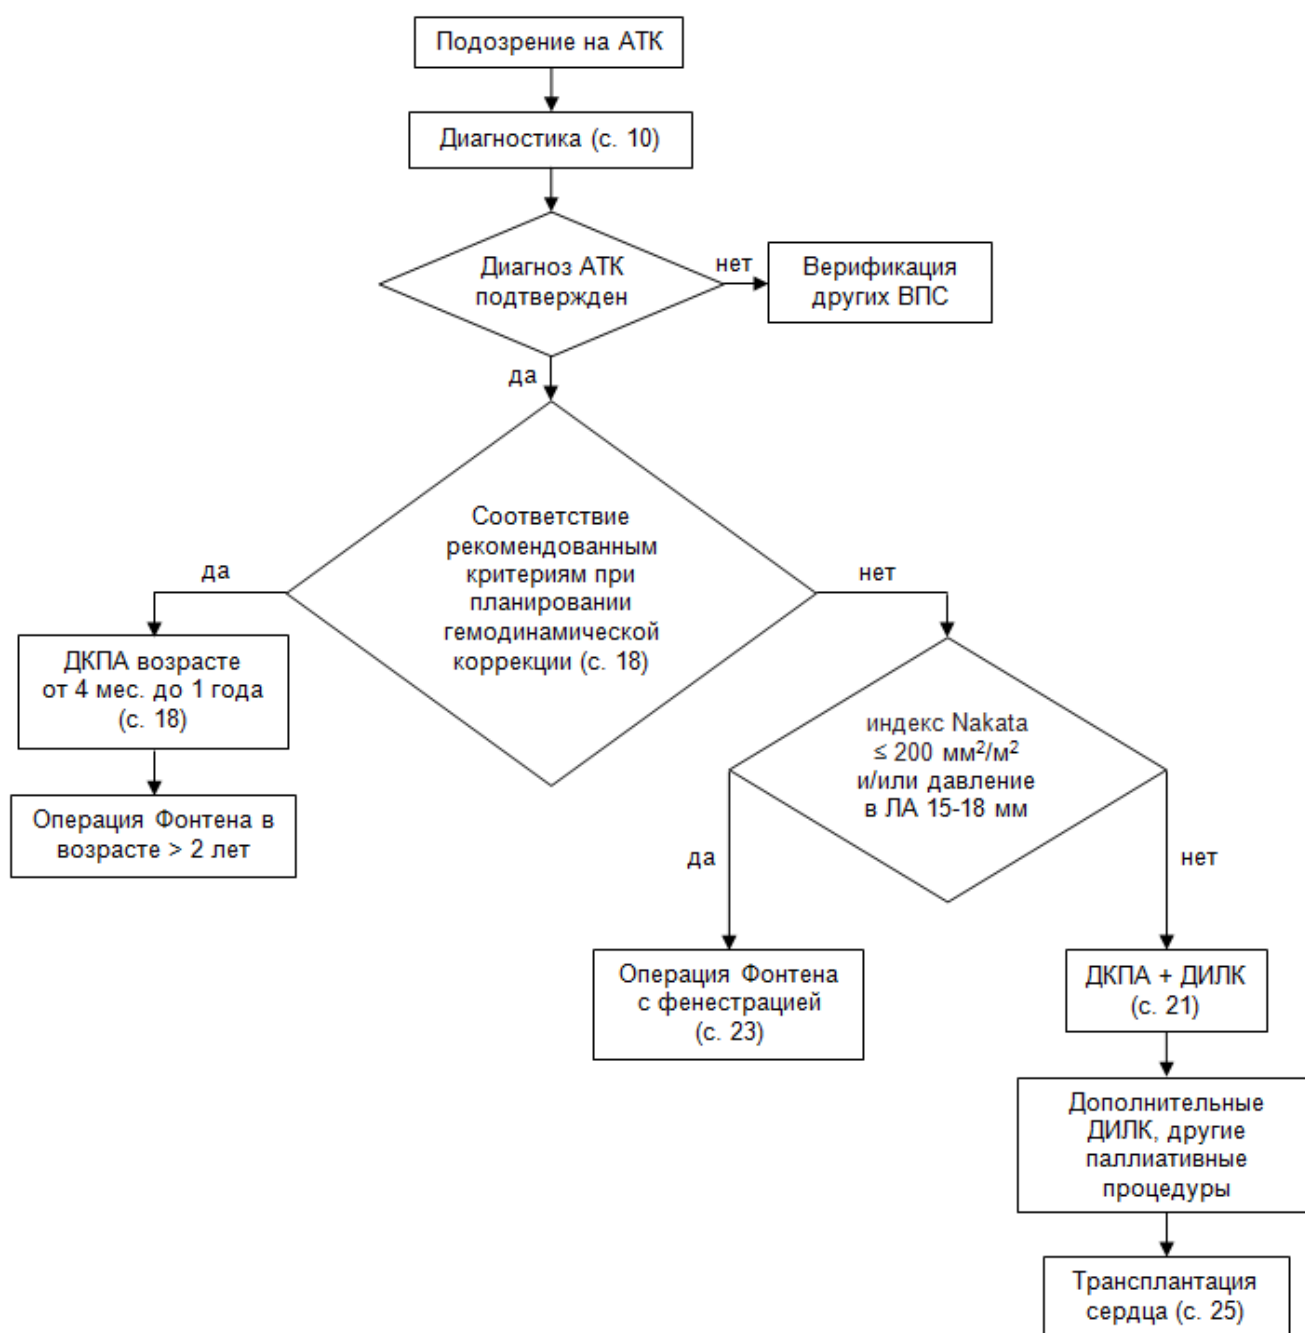 Подозрение на АТК
Диагностика (с. 10)
Диагноз АТК
подтвержден
нет
Верификация
других ВПС
да
Соответствие
рекомендованным
критериям при
планировании
гемодинамической
коррекции (с. 18)
да
нет
ДКПА возрасте
от 4 мес. до 1 года
(с. 18)
Операция Фонтена в
возрасте > 2 лет
индекс Nakata
≤ 200 мм²/м²
и/или давление
в ЛА 15-18 мм
да
нет
Операция Фонтена
с фенестрацией
(с. 23)
ДКПА + ДИЛК
(с. 21)
Дополнительные
ДИЛК, другие
паллиативные
процедуры
Трансплантация
сердца (с. 25)